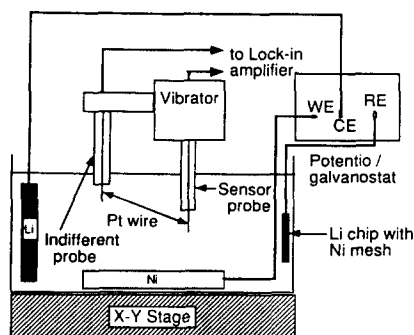 to Lock-in
amplifier
Vibrator
WE
RE
CE
Potentio /
galvanostat
Sensor
probe
Pt wire
Li
Indifferent
probe
Li chip with
Ni mesh
Ni
X-Y Stage